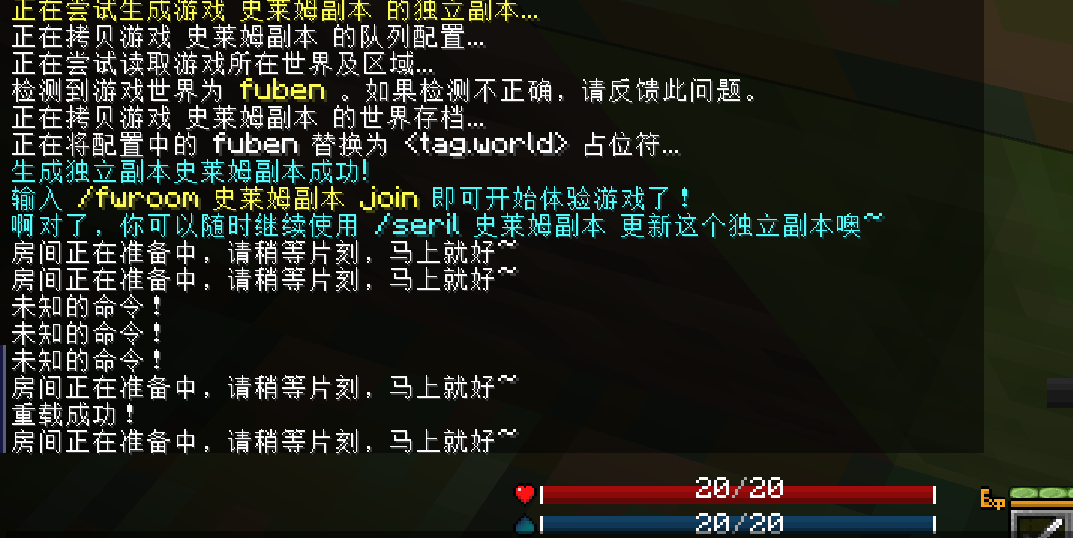 正在尝试生成游戏 史莱姆副本 的独立副本...
正在拷贝游戏 史莱姆副本 的队列配置...
正在尝试读取游戏所在世界及区域...
检测到游戏世界为 fuben 。如果检测不正确，请反馈此问题。
正在拷贝游戏 史莱姆副本 的世界存档...
正在将配置中的 fuben 替换为 <tag.world> 占位符...
生成独立副本史莱姆副本成功!
输入 /fwroom 史莱姆副本 join 即可开始体验游戏了！
啊对了，你可以随时继续使用 /seril 史莱姆副本 更新这个独立副本噢~
房间正在准备中，请稍等片刻，马上就好~
房间正在准备中，请稍等片刻，马上就好~
未知的命令！
未知的命令！
未知的命令！
房间正在准备中，请稍等片刻，马上就好~
重载成功！
房间正在准备中，请稍等片刻，马上就好~
20/20
Exp
20/20